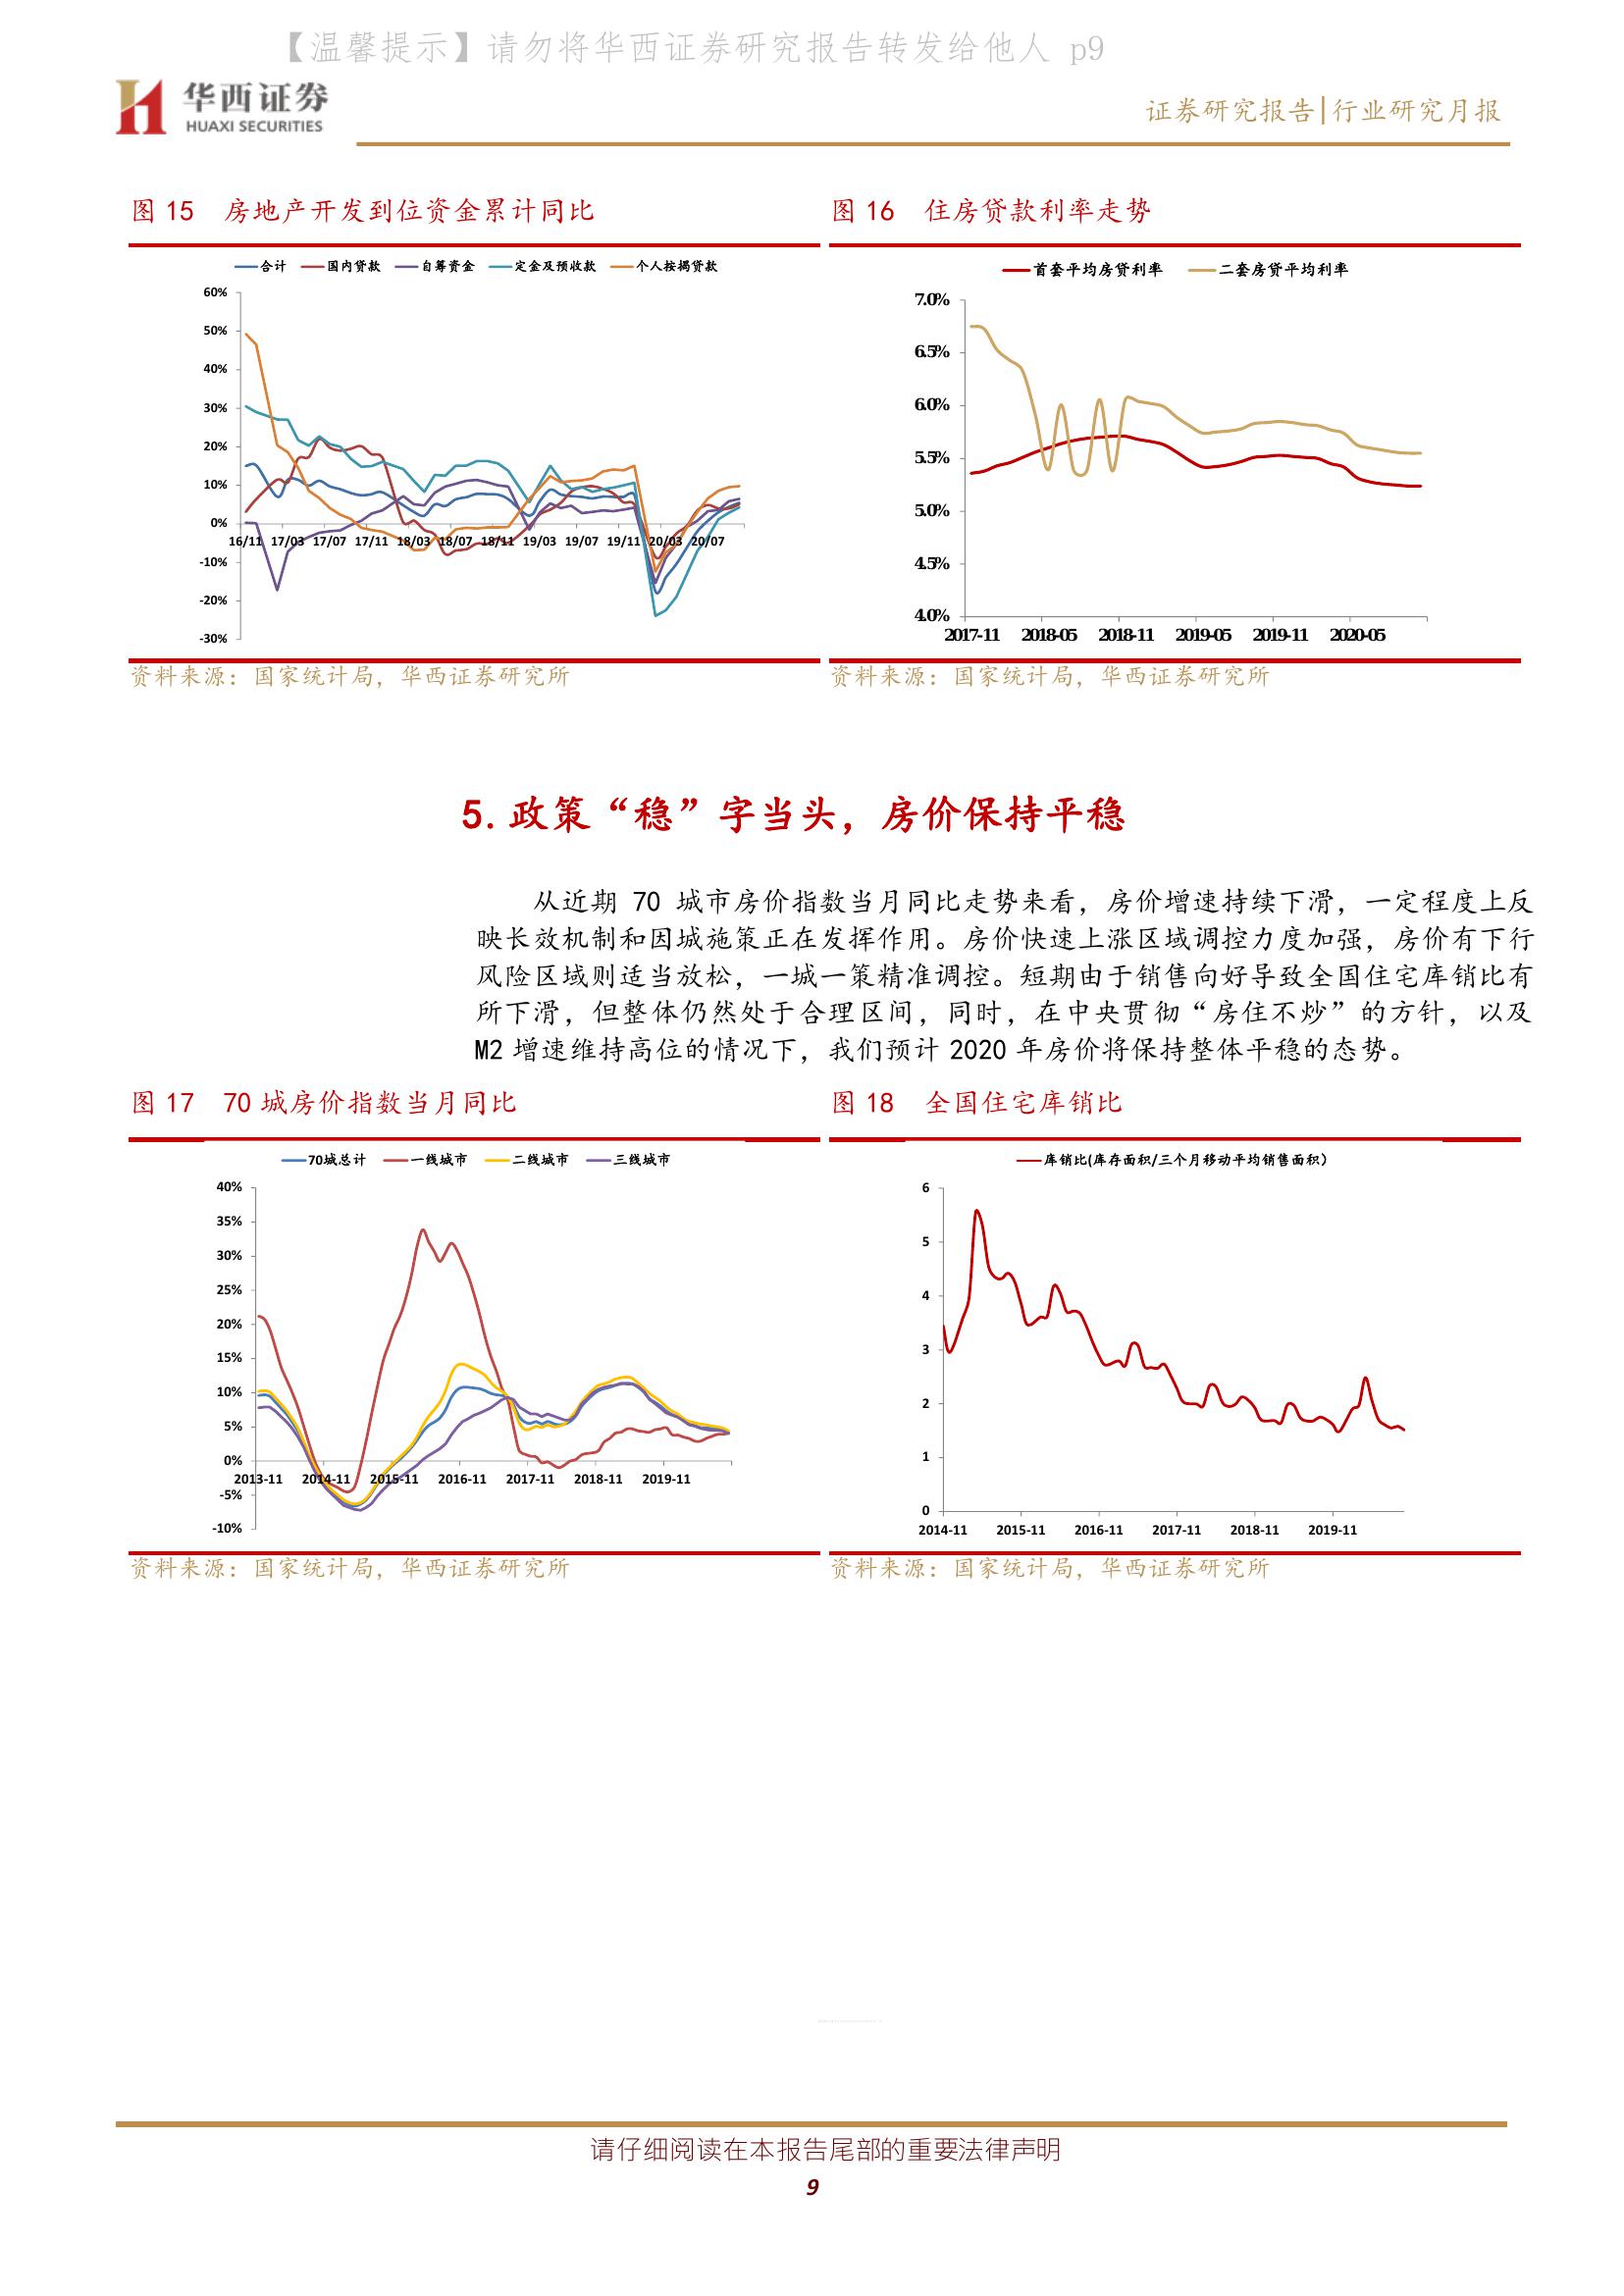 【温馨提示】请勿将华西证券研究报告转发给他人 p9
华西证券
HUAXI SECURITIES
证券研究报告|行业研究月报
图 15 房地产开发到位资金累计同比
合计 国内贷款 自筹资金 定金及预收款 个人按揭贷款
60%
50%
40%
30%
20%
10%
0%
-10%
-20%
-30%
16/11 17/03 17/07 17/11 18/03 18/07 18/11 19/03 19/07 19/11 20/03 20/07
资料来源：国家统计局，华西证券研究所
图 16 住房贷款利率走势
首套平均房贷利率 二套房贷平均利率
7.0%
6.5%
6.0%
5.5%
5.0%
4.5%
4.0%
2017-11 2018-05 2018-11 2019-05 2019-11 2020-05
资料来源：国家统计局，华西证券研究所
5. 政策“稳”字当头，房价保持平稳
从近期 70 城市房价指数当月同比走势来看，房价增速持续下滑，一定程度上反
映长效机制和因城施策正在发挥作用。房价快速上涨区域调控力度加强，房价有下行
风险区域则适当放松，一城一策精准调控。短期由于销售向好导致全国住宅库销比有
所下滑，但整体仍然处于合理区间，同时，在中央贯彻“房住不炒”的方针，以及
M2 增速维持高位的情况下，我们预计 2020 年房价将保持整体平稳的态势。
图 17 70 城房价指数当月同比
70城总计 一线城市 二线城市 三线城市
40%
35%
30%
25%
20%
15%
10%
5%
0%
-5%
-10%
2013-11 2014-11 2015-11 2016-11 2017-11 2018-11 2019-11
资料来源：国家统计局，华西证券研究所
图 18 全国住宅库销比
库销比(库存面积/三个月移动平均销售面积）
6
5
4
3
2
1
0
2014-11 2015-11 2016-11 2017-11 2018-11 2019-11
资料来源：国家统计局，华西证券研究所
请仔细阅读在本报告尾部的重要法律声明
9